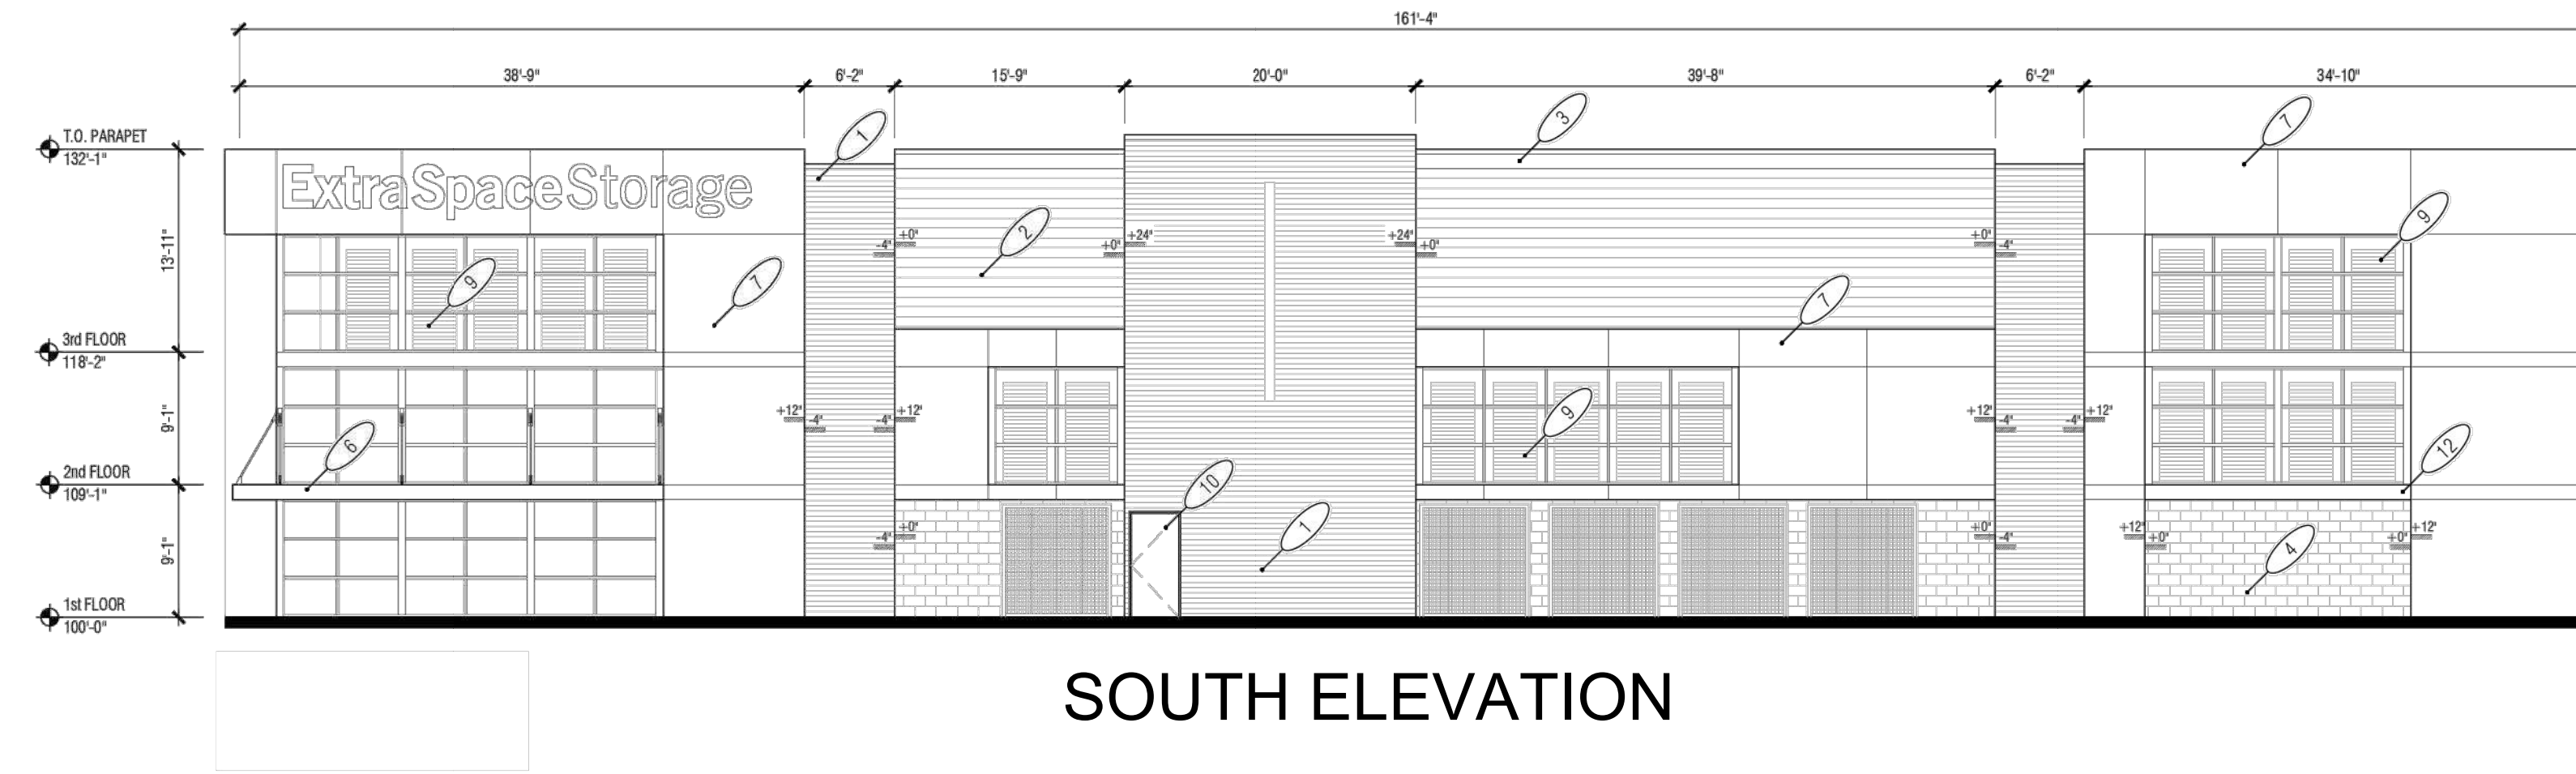 161'-4"
38'-9" 6'-2" 15'-9" 20'-0" 39'-8" 6'-2" 34'-10"
T.O. PARAPET
132'-1"
1 3 7
ExtraSpaceStorage
2 9
-4" +0" +0" +24" +24" +0" +0" -4"
13'-11"
9 7 7
3rd FLOOR
118'-2"
9
+12" -4" -4" +12" +12" -4" -4" +12"
9'-1"
6 12
2nd FLOOR
109'-1"
10
1 4
-4" +0" +0" -4" +12" +0" +0" +12"
9'-1"
1st FLOOR
100'-0"
SOUTH ELEVATION